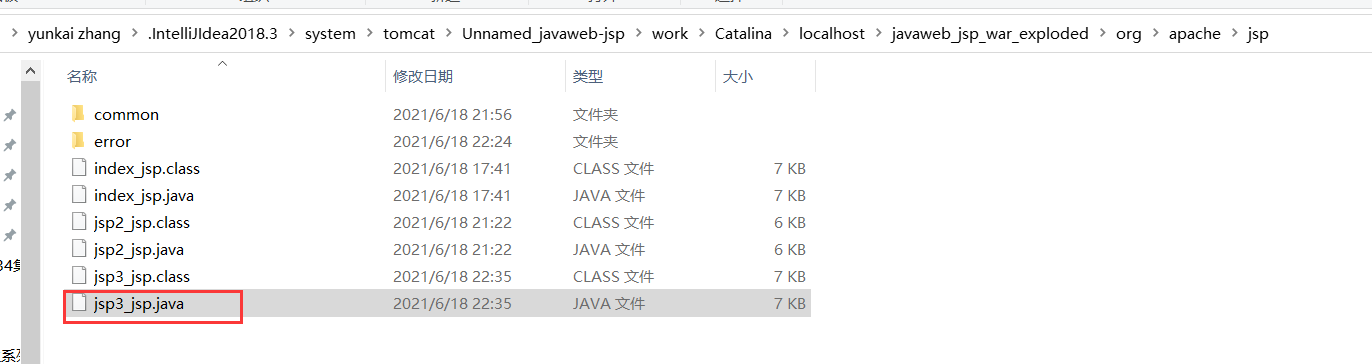 yunkai zhang > .IntelliJIdea2018.3 > system > tomcat > Unnamed_javaweb-jsp > work > Catalina > localhost > javaweb_jsp_war_exploded > org > apache > jsp
名称 修改日期 类型 大小
common 2021/6/18 21:56 文件夹
error 2021/6/18 22:24 文件夹
index_jsp.class 2021/6/18 17:41 CLASS 文件 7 KB
index_jsp.java 2021/6/18 17:41 JAVA 文件 7 KB
jsp2_jsp.class 2021/6/18 21:22 CLASS 文件 6 KB
jsp2_jsp.java 2021/6/18 21:22 JAVA 文件 6 KB
34集
jsp3_jsp.class 2021/6/18 22:35 CLASS 文件 7 KB
jsp3_jsp.java 2021/6/18 22:35 JAVA 文件 7 KB